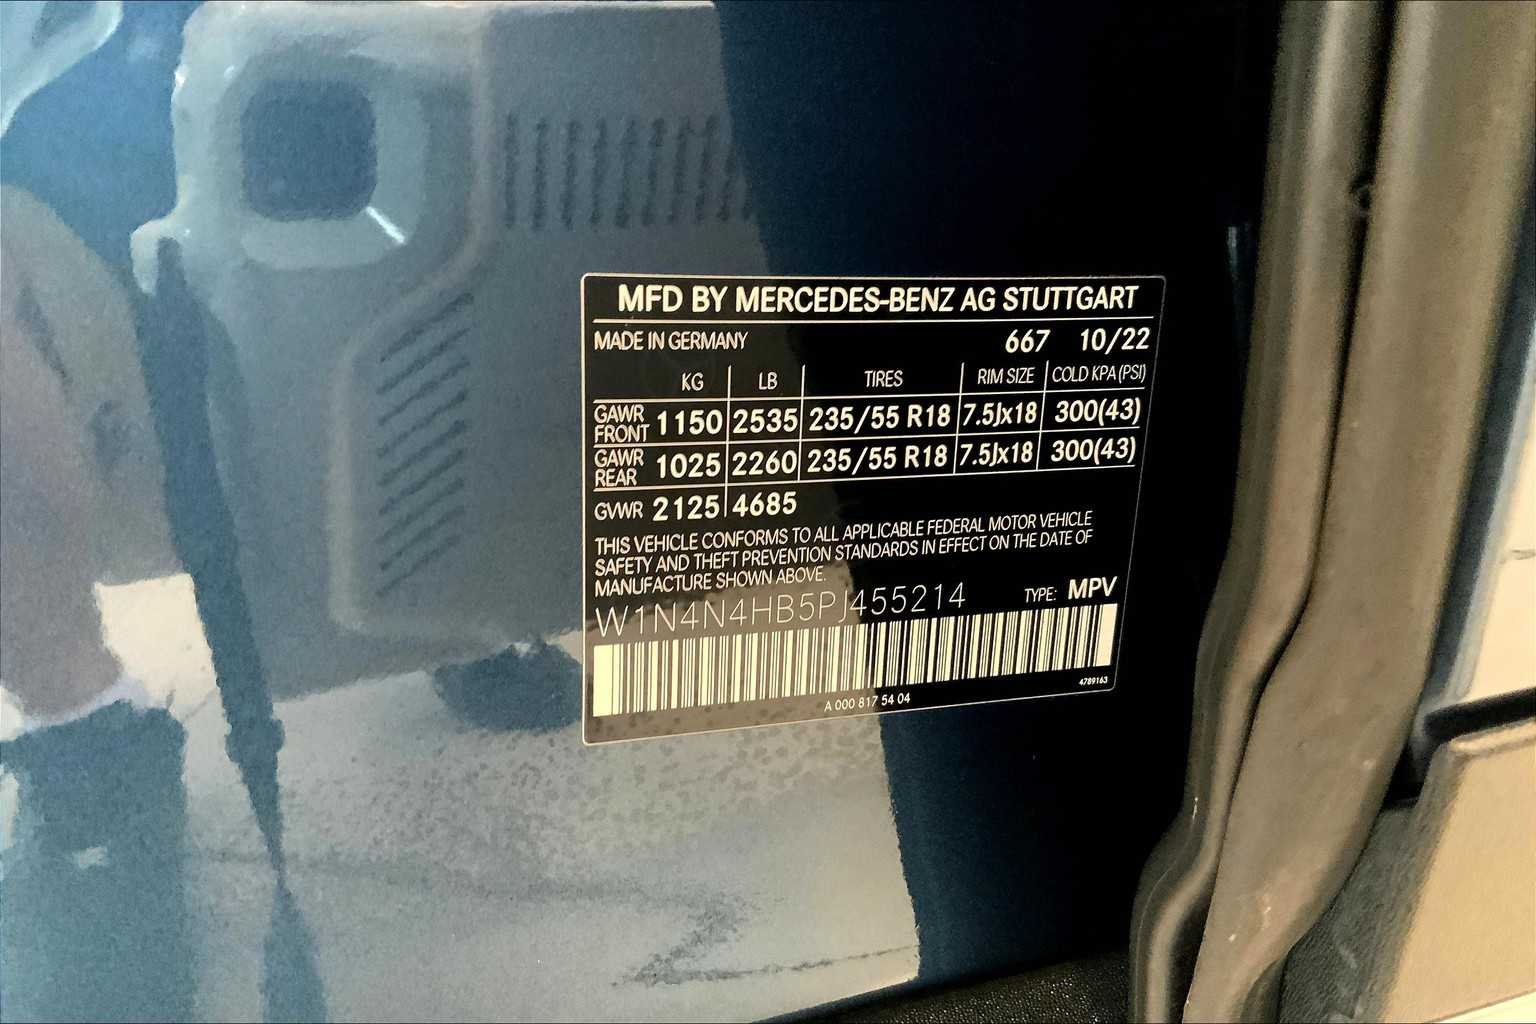 MFD BY MERCEDES-BENZ AG STUTTGART
MADE IN GERMANY 667 10/22
KG LB TIRES RIM SIZE COLD KPA (PSI)
GAWR FRONT 1150 2535 235/55 R18 7.5Jx18 300(43)
GAWR REAR 1025 2260 235/55 R18 7.5Jx18 300(43)
GVWR 2125 4685
THIS VEHICLE CONFORMS TO ALL APPLICABLE FEDERAL MOTOR VEHICLE
SAFETY AND THEFT PREVENTION STANDARDS IN EFFECT ON THE DATE OF
MANUFACTURE SHOWN ABOVE.
W1N4N4HB5PJ455214 TYPE: MPV
A 000 817 54 04 4789163